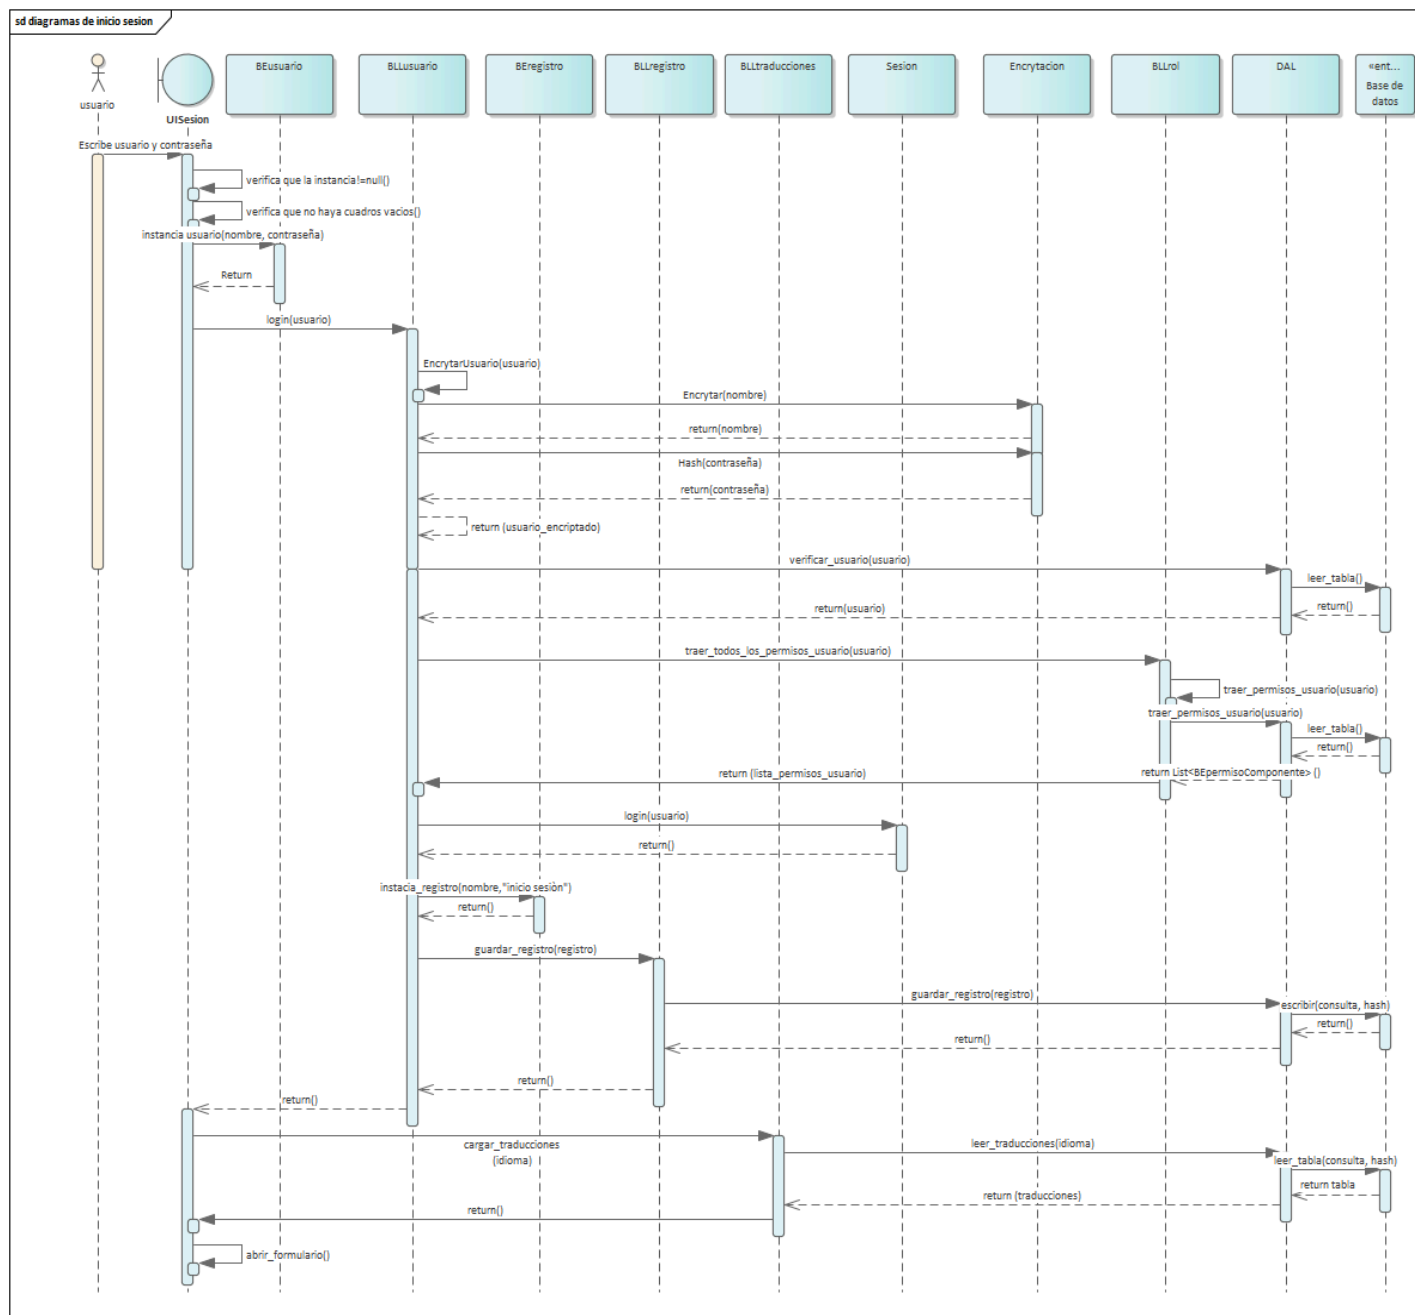 sd diagramas de inicio sesion
usuario
UISesion
BEusuario
BLLusuario
BEregistro
BLLregistro
BLLtraducciones
Sesion
Encrytacion
BLLrol
DAL
«ent...
Base de
datos
Escribe usuario y contraseña
verifica que la instancia!=null()
verifica que no haya cuadros vacios()
instancia usuario(nombre, contraseña)
Return
login(usuario)
EncrytarUsuario(usuario)
Encrytar(nombre)
return(nombre)
Hash(contraseña)
return(contraseña)
return (usuario_encriptado)
verificar_usuario(usuario)
leer_tabla()
return()
return(usuario)
traer_todos_los_permisos_usuario(usuario)
traer_permisos_usuario(usuario)
traer_permisos_usuario(usuario)
leer_tabla()
return()
return List<BEpermisoComponente> ()
return (lista_permisos_usuario)
login(usuario)
return()
instacia_registro(nombre,"inicio sesiòn")
return()
guardar_registro(registro)
guardar_registro(registro)
escribir(consulta, hash)
return()
return()
return()
return()
cargar_traducciones
(idioma)
leer_traducciones(idioma)
leer_tabla(consulta, hash)
return tabla
return (traducciones)
return()
abrir_formulario()